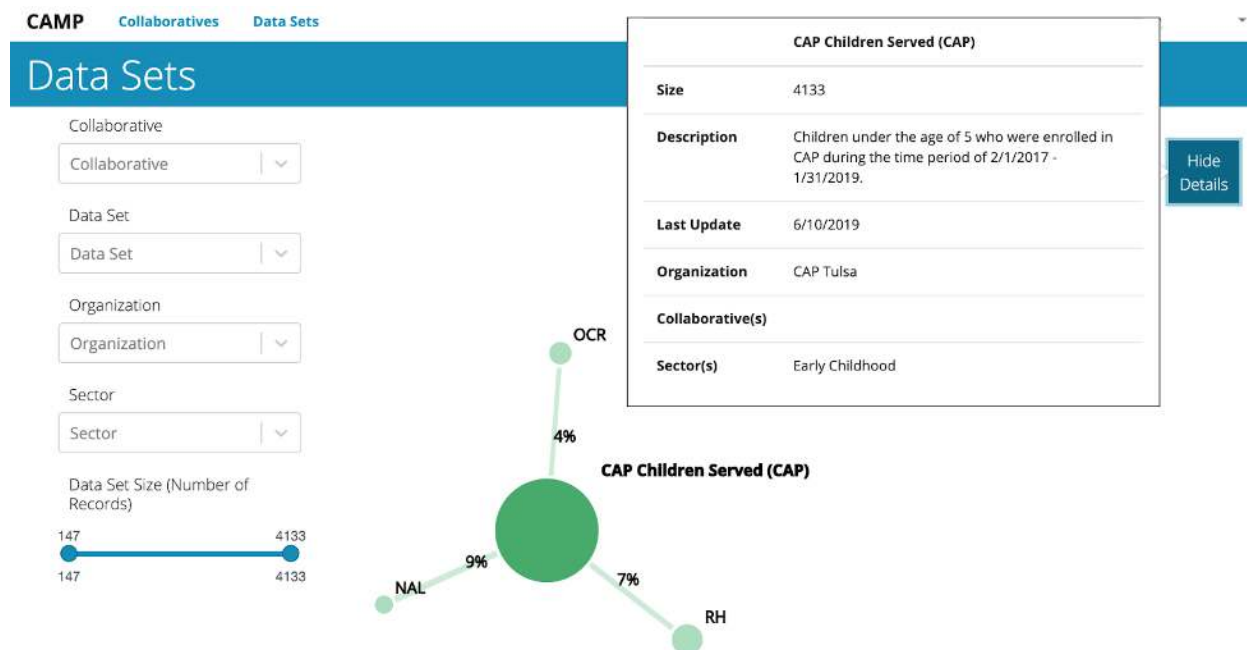 CAMP Collaboratives Data Sets
Data Sets
Collaborative
Collaborative
Data Set
Data Set
Organization
Organization
Sector
Sector
Data Set Size (Number of
Records)
147 4133
147 4133
CAP Children Served (CAP)
Size 4133
Description Children under the age of 5 who were enrolled in
CAP during the time period of 2/1/2017 -
1/31/2019.
Last Update 6/10/2019
Organization CAP Tulsa
Collaborative(s)
Sector(s) Early Childhood
Hide
Details
OCR
4%
CAP Children Served (CAP)
9%
7%
NAL
RH